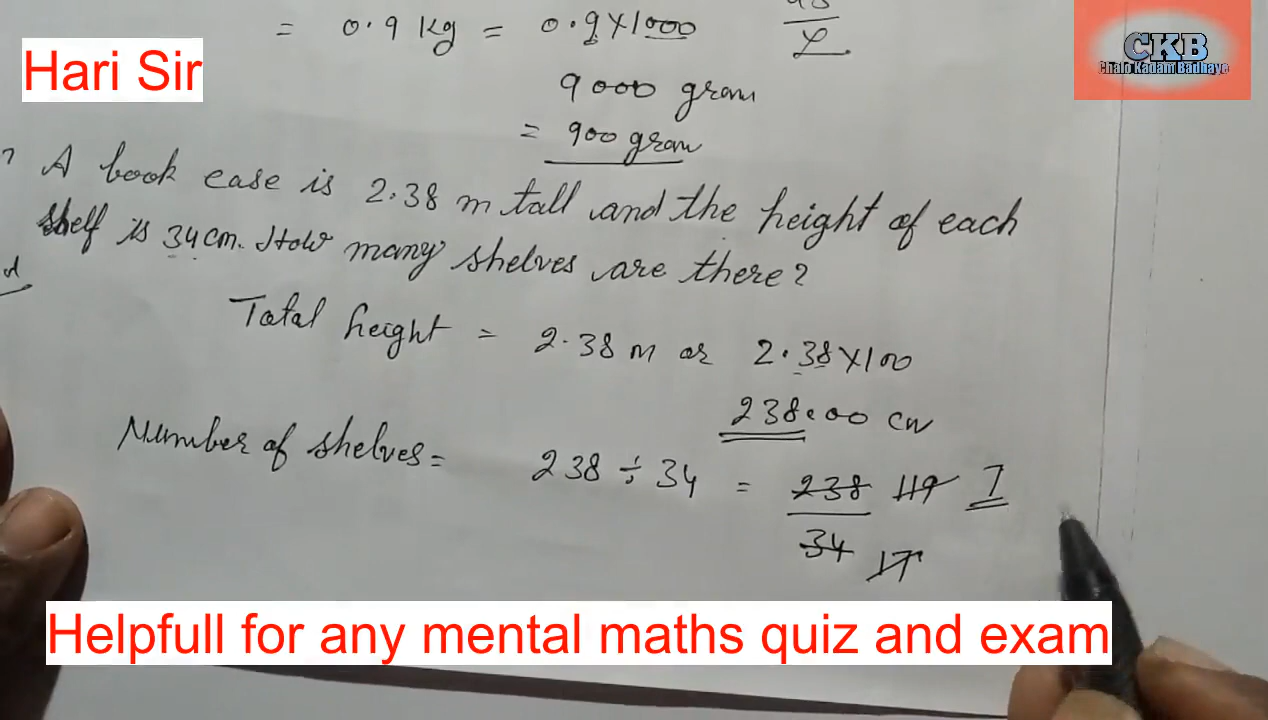 = 0.9 kg = 0.9×1000
Hari Sir
CKB
Chalo Kadam Badhaye
9000 gram
= 900 gram
? A book case is 2.38 m tall and the height of each
shelf is 34cm. How many shelves are there?
Total height = 2.38 m or 2.38×100
238.00 cm
Number of shelves = 238 ÷ 34 = 238 119 7
34 17
Helpfull for any mental maths quiz and exam